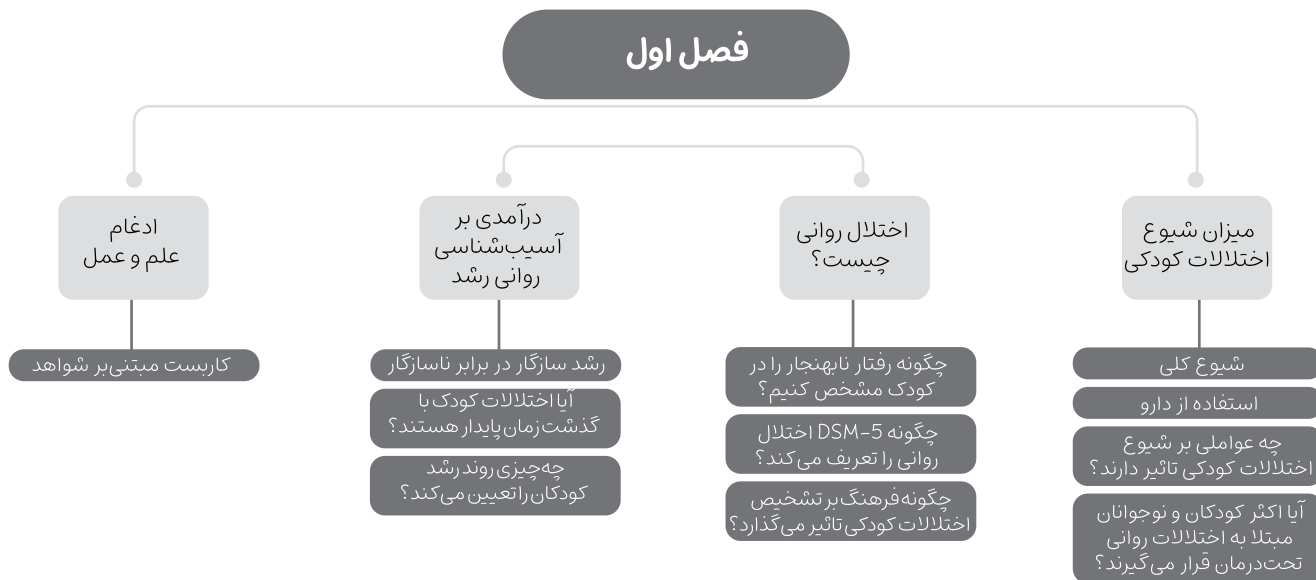 فصل اول
میزان شیوع
اختلالات کودکی
شیوع کلی
استفاده از دارو
چه عواملی بر شیوع
اختلالات کودکی تاثیر دارند؟
آیا اکثر کودکان و نوجوانان
مبتلا به اختلالات روانی
تحت‌درمان قرار می‌گیرند؟
اختلال روانی
چیست؟
چگونه رفتار نابهنجار را در
کودک مشخص کنیم؟
چگونه DSM-5 اختلال
روانی را تعریف می‌کند؟
چگونه فرهنگ بر تشخیص
اختلالات کودکی تاثیر می‌گذارد؟
درآمدی بر
آسیب‌شناسی
روانی رشد
رشد سازگار در برابر ناسازگار
آیا اختلالات کودک با
گذشت زمان پایدار هستند؟
چه‌چیزی روند رشد
کودکان را تعیین می‌کند؟
ادغام
علم و عمل
کاربست مبتنی‌بر شواهد